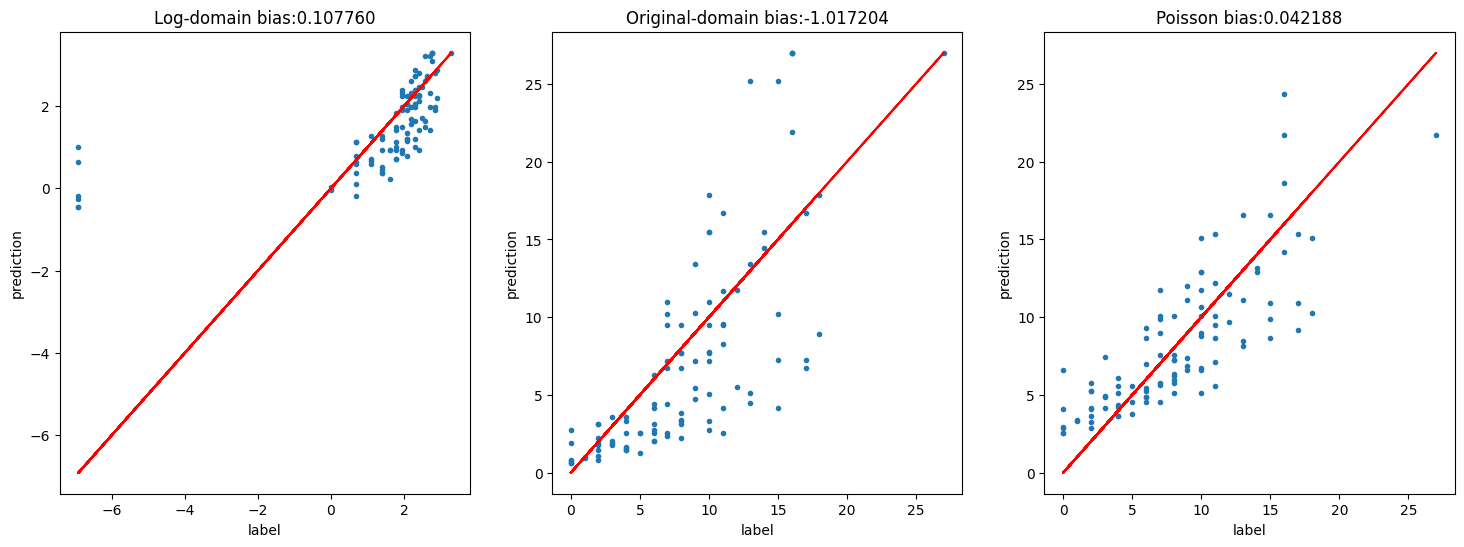 Log-domain bias:0.107760
2
0
−2
−4
−6
prediction
−6 −4 −2 0 2
label
Original-domain bias:-1.017204
25
20
15
10
5
0
prediction
0 5 10 15 20 25
label
Poisson bias:0.042188
25
20
15
10
5
0
prediction
0 5 10 15 20 25
label